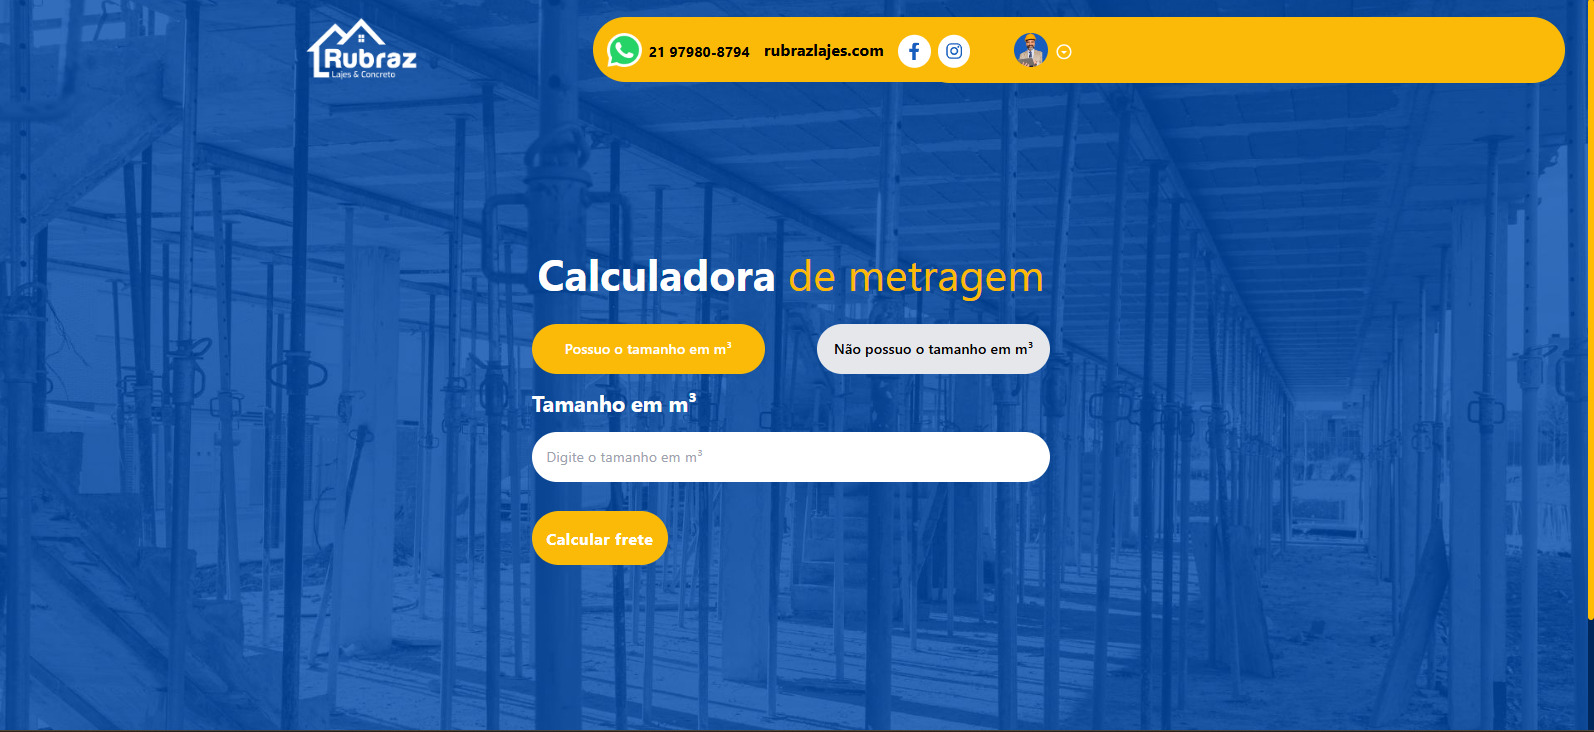 Rubraz
Lajes & Concreto
21 97980-8794
rubrazlajes.com
Calculadora de metragem
Possuo o tamanho em m³
Não possuo o tamanho em m³
Tamanho em m³
Digite o tamanho em m³
Calcular frete